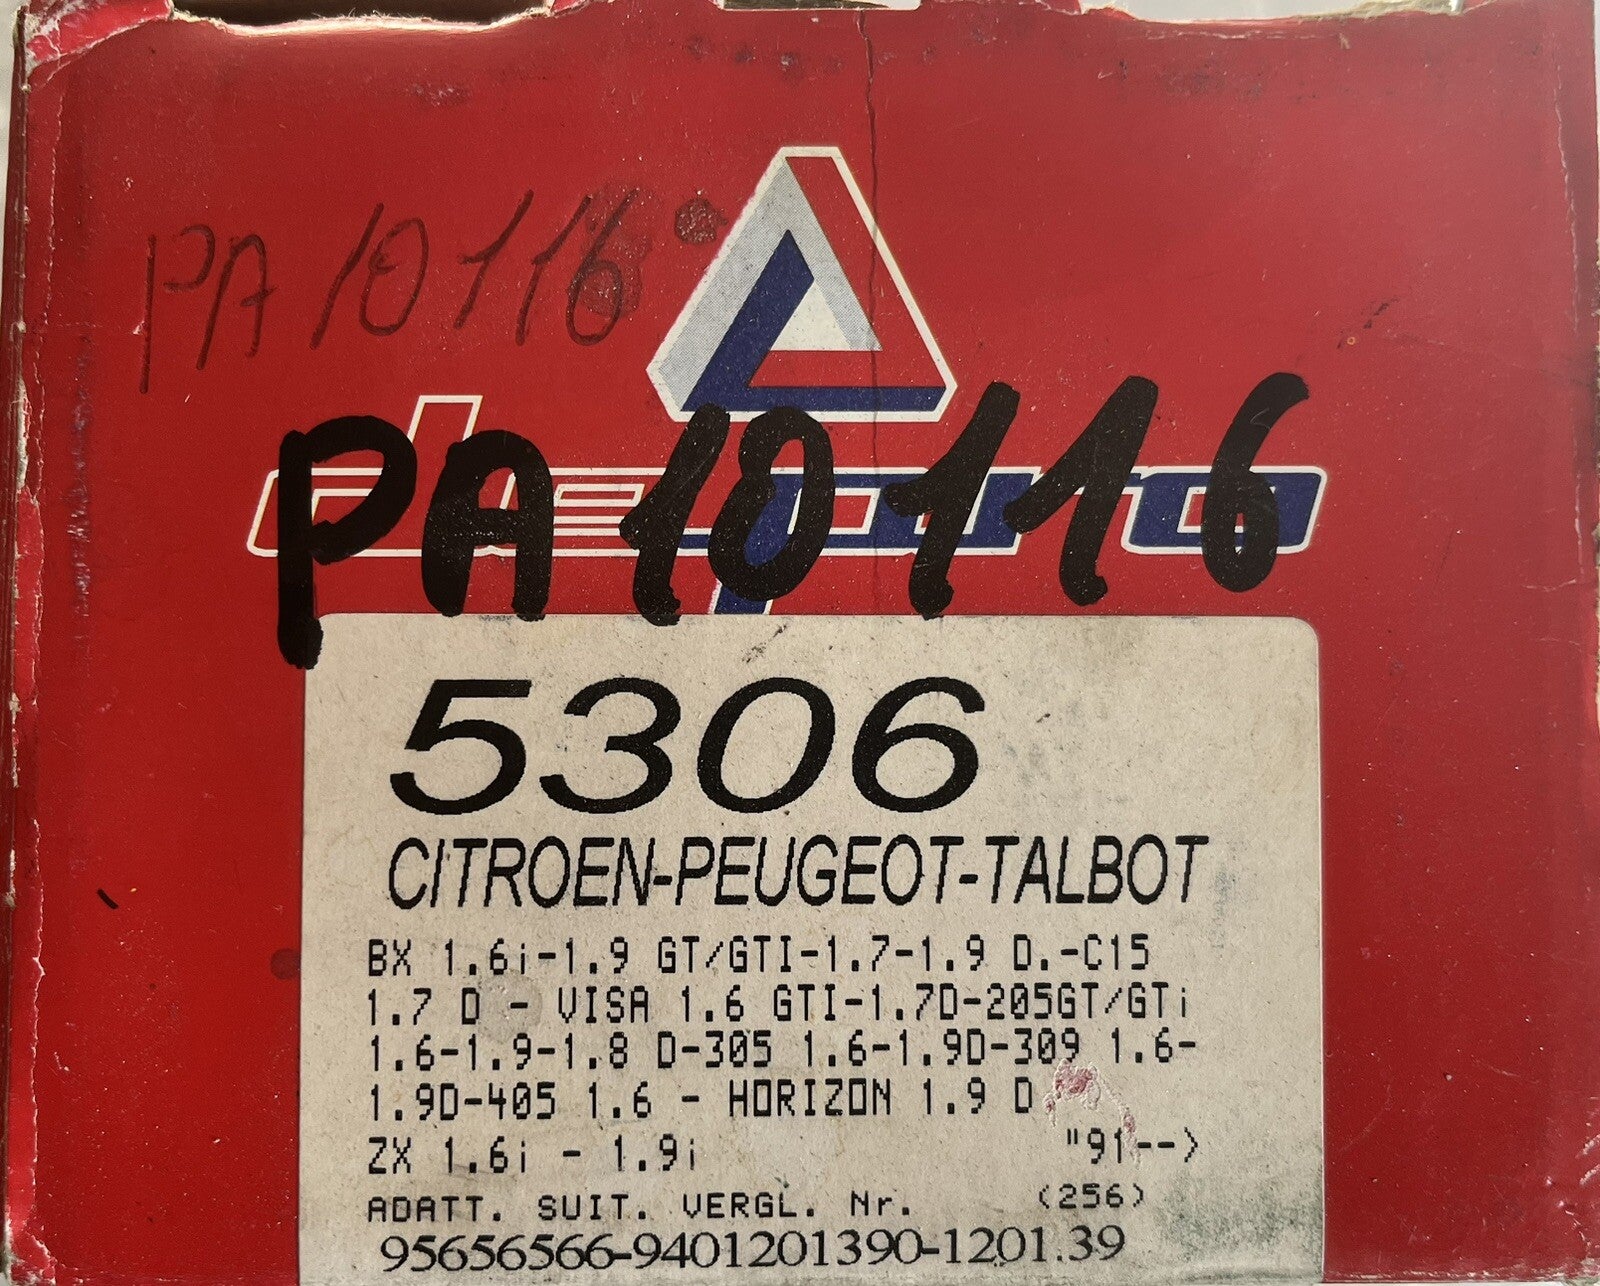 PA 10116
PA 10116
5306
CITROEN-PEUGEOT-TALBOT
BX 1.6i-1.9 GT/GTI-1.7-1.9 D.-C15
1.7 D - VISA 1.6 GTI-1.7D-205GT/GTi
1.6-1.9-1.8 D-305 1.6-1.9D-309 1.6-
1.9D-405 1.6 - HORIZON 1.9 D
ZX 1.6i - 1.9i "91-->
ADATT. SUIT. VERGL. Nr. (256)
95656566-9401201390-1201.39